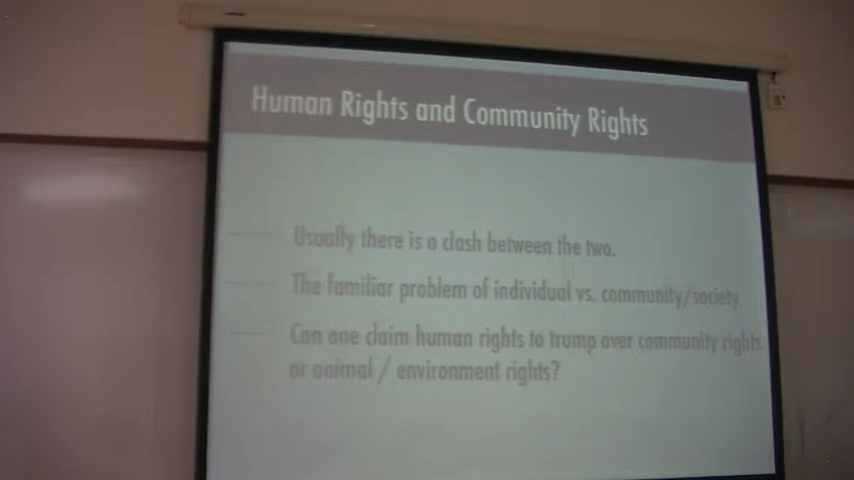 Human Rights and Community Rights
Usually there is a clash between the two.
The familiar problem of individual vs. community/society
Can one claim human rights to trump over community rights
or animal / environment rights?